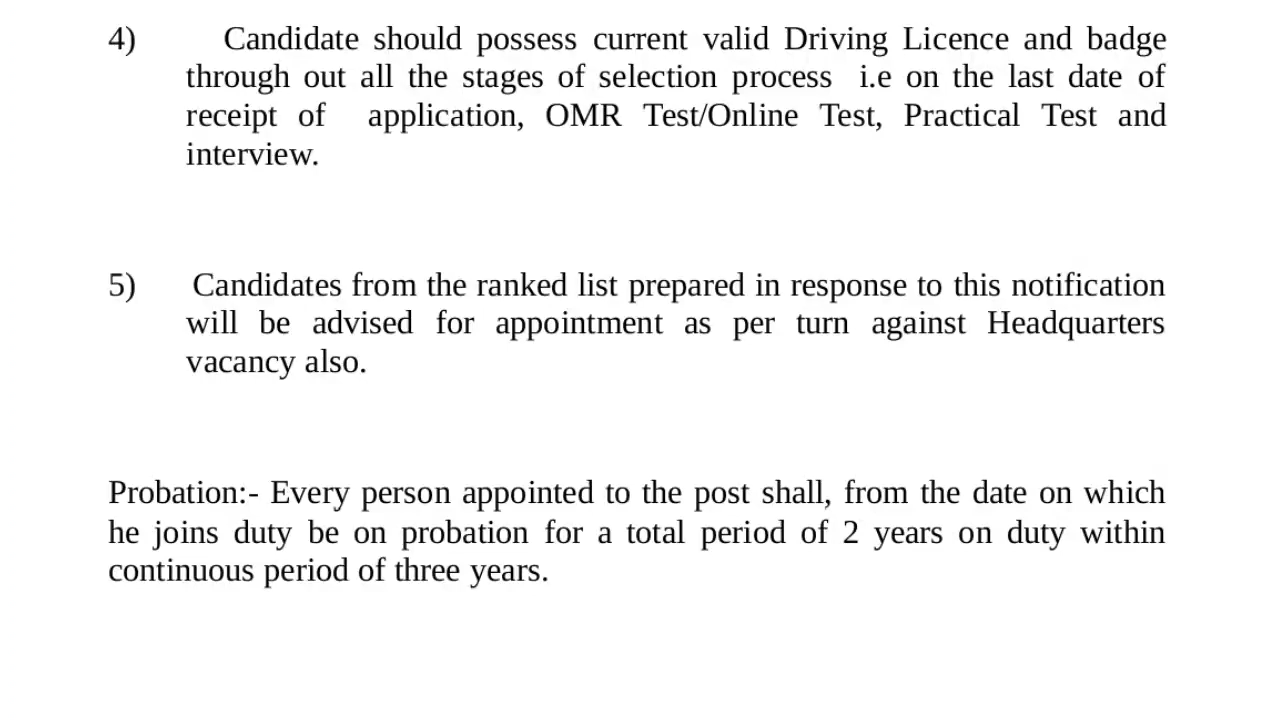 4) Candidate should possess current valid Driving Licence and badge
through out all the stages of selection process i.e on the last date of
receipt of application, OMR Test/Online Test, Practical Test and
interview.
5) Candidates from the ranked list prepared in response to this notification
will be advised for appointment as per turn against Headquarters
vacancy also.
Probation:- Every person appointed to the post shall, from the date on which
he joins duty be on probation for a total period of 2 years on duty within
continuous period of three years.